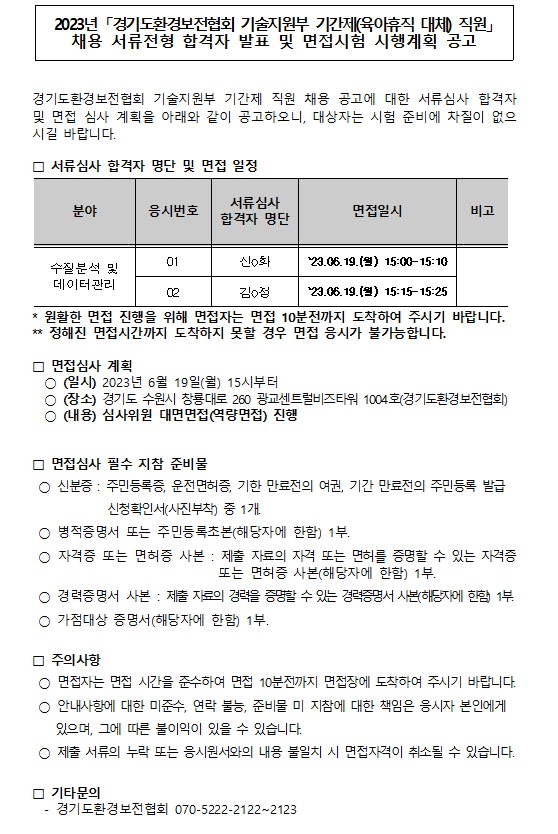 2023년「경기도환경보전협회 기술지원부 기간제(육아휴직 대체) 직원」
채용 서류전형 합격자 발표 및 면접시험 시행계획 공고
경기도환경보전협회 기술지원부 기간제 직원 채용 공고에 대한 서류심사 합격자
및 면접 심사 계획을 아래와 같이 공고하오니, 대상자는 시험 준비에 차질이 없으
시길 바랍니다.
□ 서류심사 합격자 명단 및 면접 일정
분야 응시번호 서류심사 합격자 명단 면접일시 비고
수질분석 및 데이터관리 01 신o화 '23.06.19.(월) 15:00-15:10
02 김o정 '23.06.19.(월) 15:15-15:25
* 원활한 면접 진행을 위해 면접자는 면접 10분전까지 도착하여 주시기 바랍니다.
** 정해진 면접시간까지 도착하지 못할 경우 면접 응시가 불가능합니다.
□ 면접심사 계획
○ (일시) 2023년 6월 19일(월) 15시부터
○ (장소) 경기도 수원시 창룡대로 260 광교센트럴비즈타워 1004호(경기도환경보전협회)
○ (내용) 심사위원 대면면접(역량면접) 진행
□ 면접심사 필수 지참 준비물
○ 신분증 : 주민등록증, 운전면허증, 기한 만료전의 여권, 기간 만료전의 주민등록 발급
신청확인서(사진부착) 중 1개.
○ 병적증명서 또는 주민등록초본(해당자에 한함) 1부.
○ 자격증 또는 면허증 사본 : 제출 자료의 자격 또는 면허를 증명할 수 있는 자격증
또는 면허증 사본(해당자에 한함) 1부.
○ 경력증명서 사본 : 제출 자료의 경력을 증명할 수 있는 경력증명서 사본(해당자에 한함) 1부.
○ 가점대상 증명서(해당자에 한함) 1부.
□ 주의사항
○ 면접자는 면접 시간을 준수하여 면접 10분전까지 면접장에 도착하여 주시기 바랍니다.
○ 안내사항에 대한 미준수, 연락 불능, 준비물 미 지참에 대한 책임은 응시자 본인에게
있으며, 그에 따른 불이익이 있을 수 있습니다.
○ 제출 서류의 누락 또는 응시원서와의 내용 불일치 시 면접자격이 취소될 수 있습니다.
□ 기타문의
- 경기도환경보전협회 070-5222-2122~2123